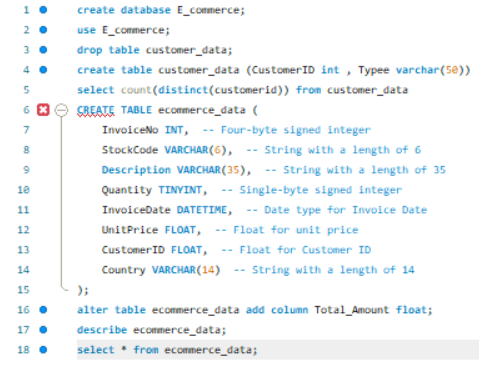 1 create database E_commerce;
2 use E_commerce;
3 drop table customer_data;
4 create table customer_data (CustomerID int , Typee varchar(50))
5 select count(distinct(customerid)) from customer_data
6 CREATE TABLE ecommerce_data (
7 InvoiceNo INT,  -- Four-byte signed integer
8 StockCode VARCHAR(6),  -- String with a length of 6
9 Description VARCHAR(35),  -- String with a length of 35
10 Quantity TINYINT,  -- Single-byte signed integer
11 InvoiceDate DATETIME,  -- Date type for Invoice Date
12 UnitPrice FLOAT,  -- Float for unit price
13 CustomerID FLOAT,  -- Float for Customer ID
14 Country VARCHAR(14)  -- String with a length of 14
15 );
16 alter table ecommerce_data add column Total_Amount float;
17 describe ecommerce_data;
18 select * from ecommerce_data;